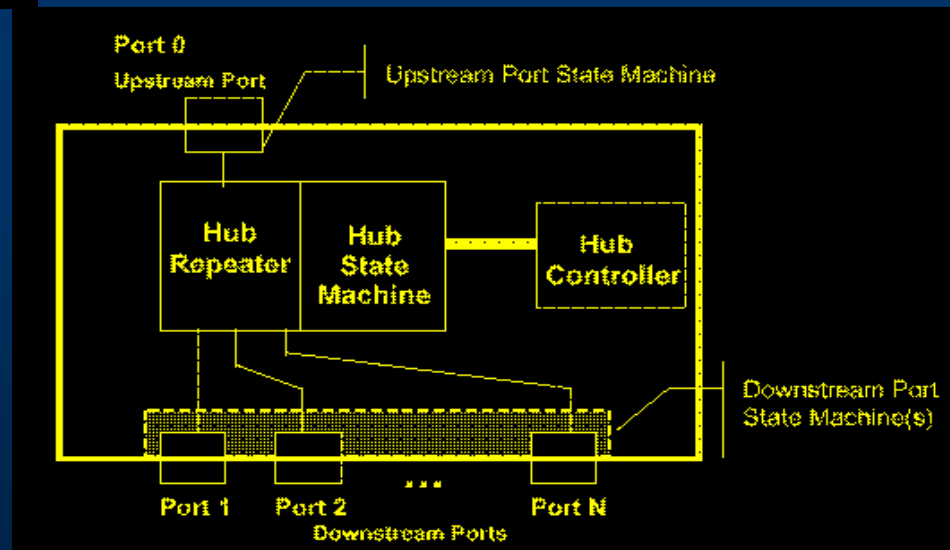 Port 0
Upstream Port
Upstream Port State Machine
Hub
Repeater
Hub
State
Machine
Hub
Controller
Downstream Port
State Machine(s)
Port 1
Port 2
...
Port N
Downstream Ports